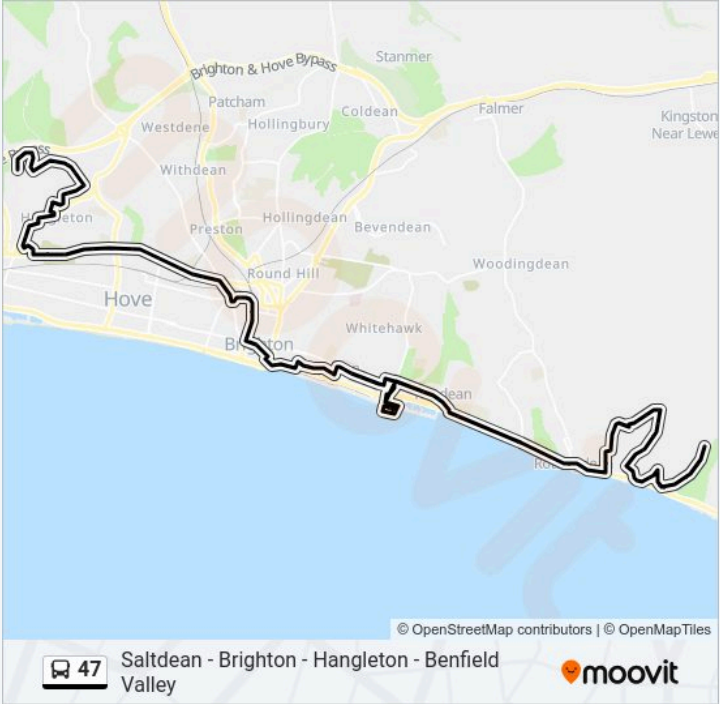 Stanmer
Brighton & Hove Bypass
Patcham
Coldean
Falmer
Kingston
Near Lewe
Westdene
Hollingbury
Withdean
Hollingdean
Preston
Bevendean
Round Hill
Woodingdean
Hove
Whitehawk
© OpenStreetMap contributors | © OpenMapTiles
47
Saltdean - Brighton - Hangleton - Benfield
Valley
moovit